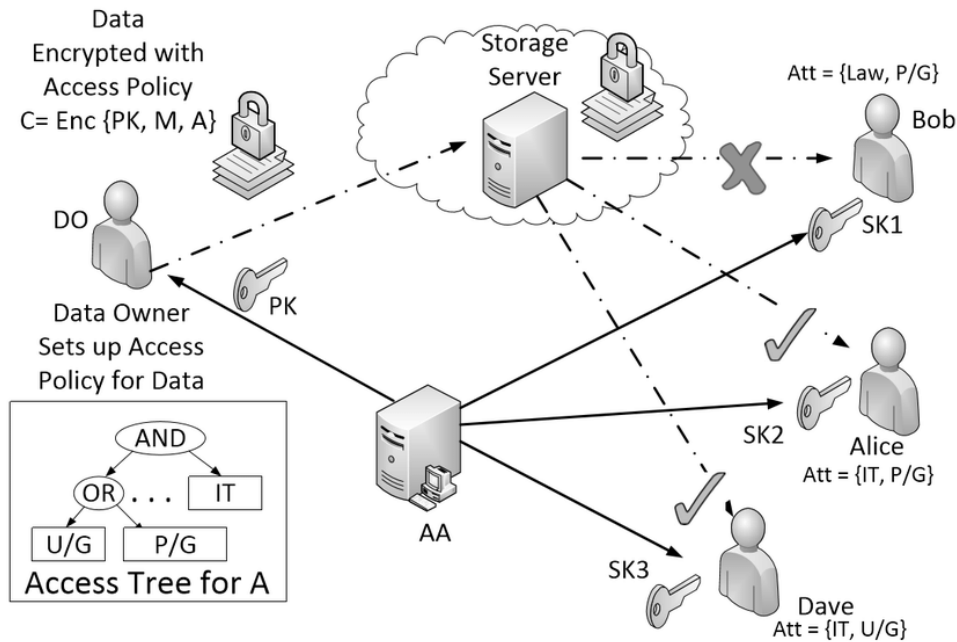 Data
Encrypted with
Access Policy
C= Enc {PK, M, A}
Storage
Server
Att = {Law, P/G}
Bob
DO
SK1
PK
Data Owner
Sets up Access
Policy for Data
AND
OR
. . .
IT
U/G
P/G
Access Tree for A
AA
SK2
Alice
Att = {IT, P/G}
SK3
Dave
Att = {IT, U/G}